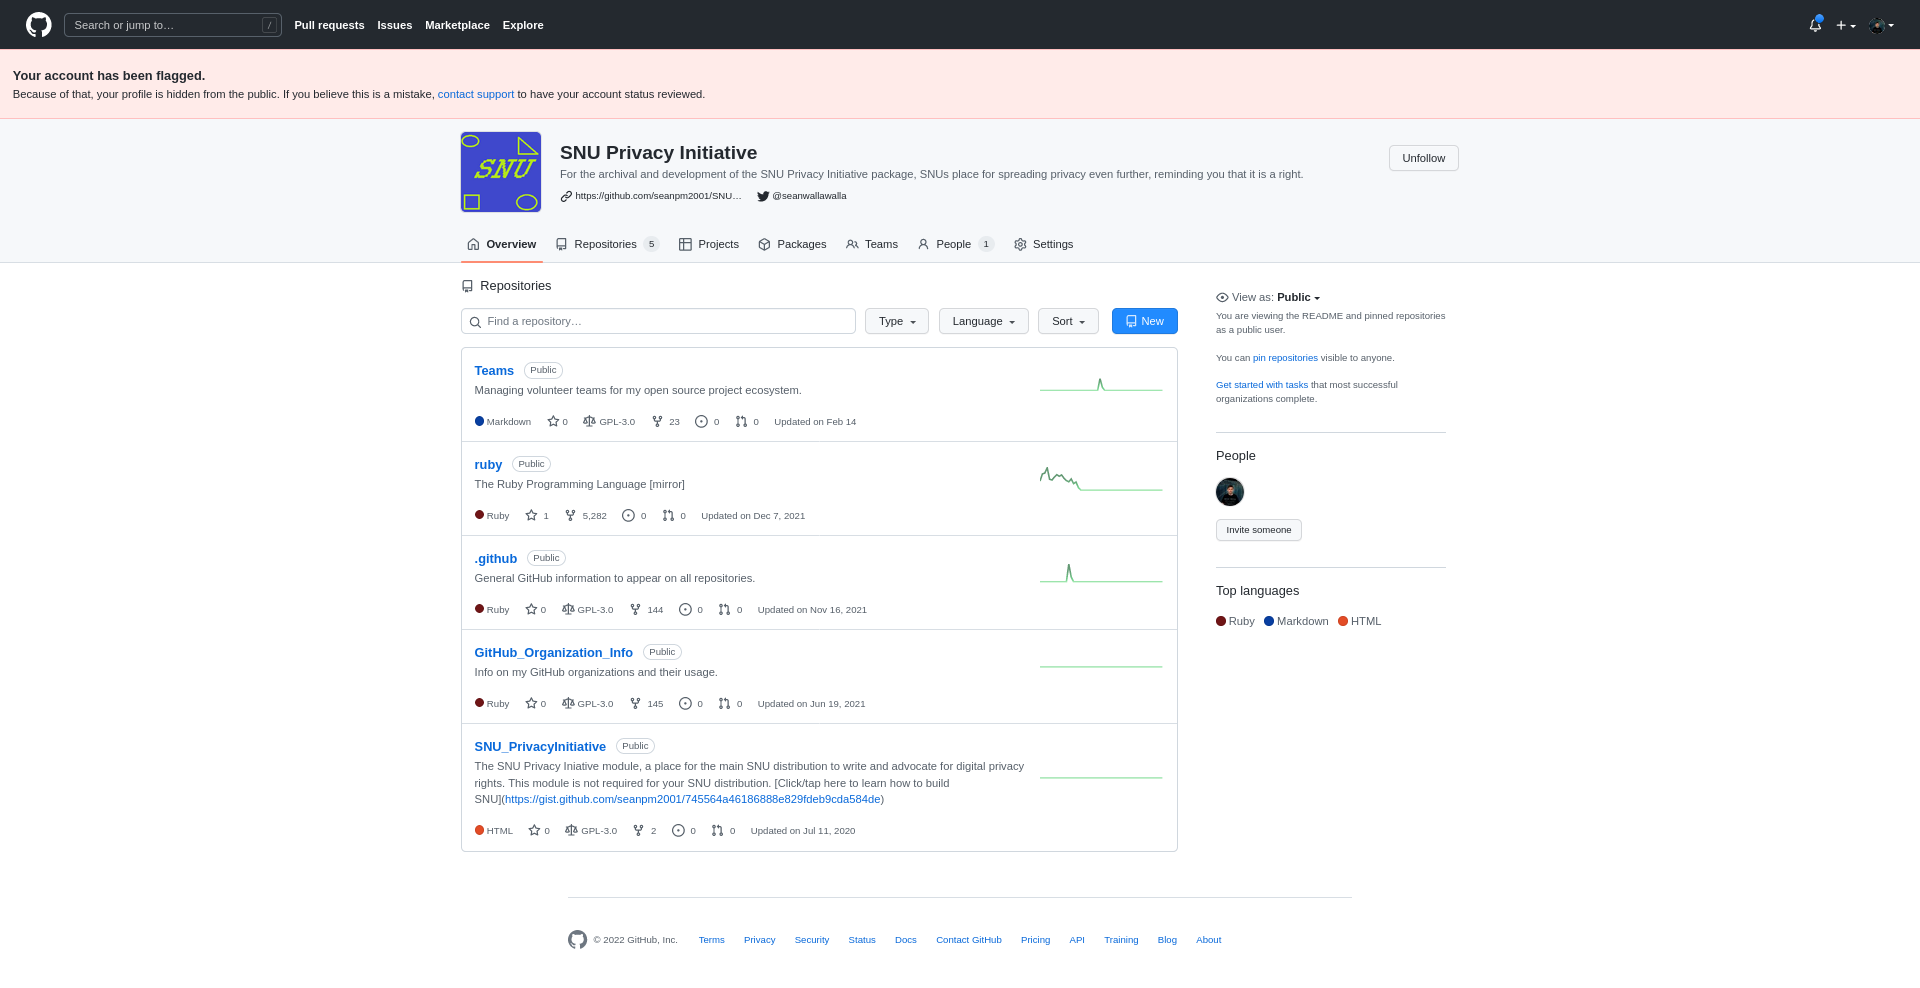 Search or jump to…
/
Pull requests Issues Marketplace Explore
Your account has been flagged.
Because of that, your profile is hidden from the public. If you believe this is a mistake, contact support to have your account status reviewed.
SNU
SNU Privacy Initiative
For the archival and development of the SNU Privacy Initiative package, SNUs place for spreading privacy even further, reminding you that it is a right.
https://github.com/seanpm2001/SNU… @seanwallawalla
Unfollow
Overview Repositories 5 Projects Packages Teams People 1 Settings
Repositories
Find a repository…
Type Language Sort New
Teams Public
Managing volunteer teams for my open source project ecosystem.
Markdown 0 GPL-3.0 23 0 0 Updated on Feb 14
ruby Public
The Ruby Programming Language [mirror]
Ruby 1 5,282 0 0 Updated on Dec 7, 2021
.github Public
General GitHub information to appear on all repositories.
Ruby 0 GPL-3.0 144 0 0 Updated on Nov 16, 2021
GitHub_Organization_Info Public
Info on my GitHub organizations and their usage.
Ruby 0 GPL-3.0 145 0 0 Updated on Jun 19, 2021
SNU_PrivacyInitiative Public
The SNU Privacy Iniative module, a place for the main SNU distribution to write and advocate for digital privacy
rights. This module is not required for your SNU distribution. [Click/tap here to learn how to build
SNU](https://gist.github.com/seanpm2001/745564a46186888e829fdeb9cda584de)
HTML 0 GPL-3.0 2 0 0 Updated on Jul 11, 2020
View as: Public
You are viewing the README and pinned repositories
as a public user.
You can pin repositories visible to anyone.
Get started with tasks that most successful
organizations complete.
People
Invite someone
Top languages
Ruby Markdown HTML
© 2022 GitHub, Inc. Terms Privacy Security Status Docs Contact GitHub Pricing API Training Blog About